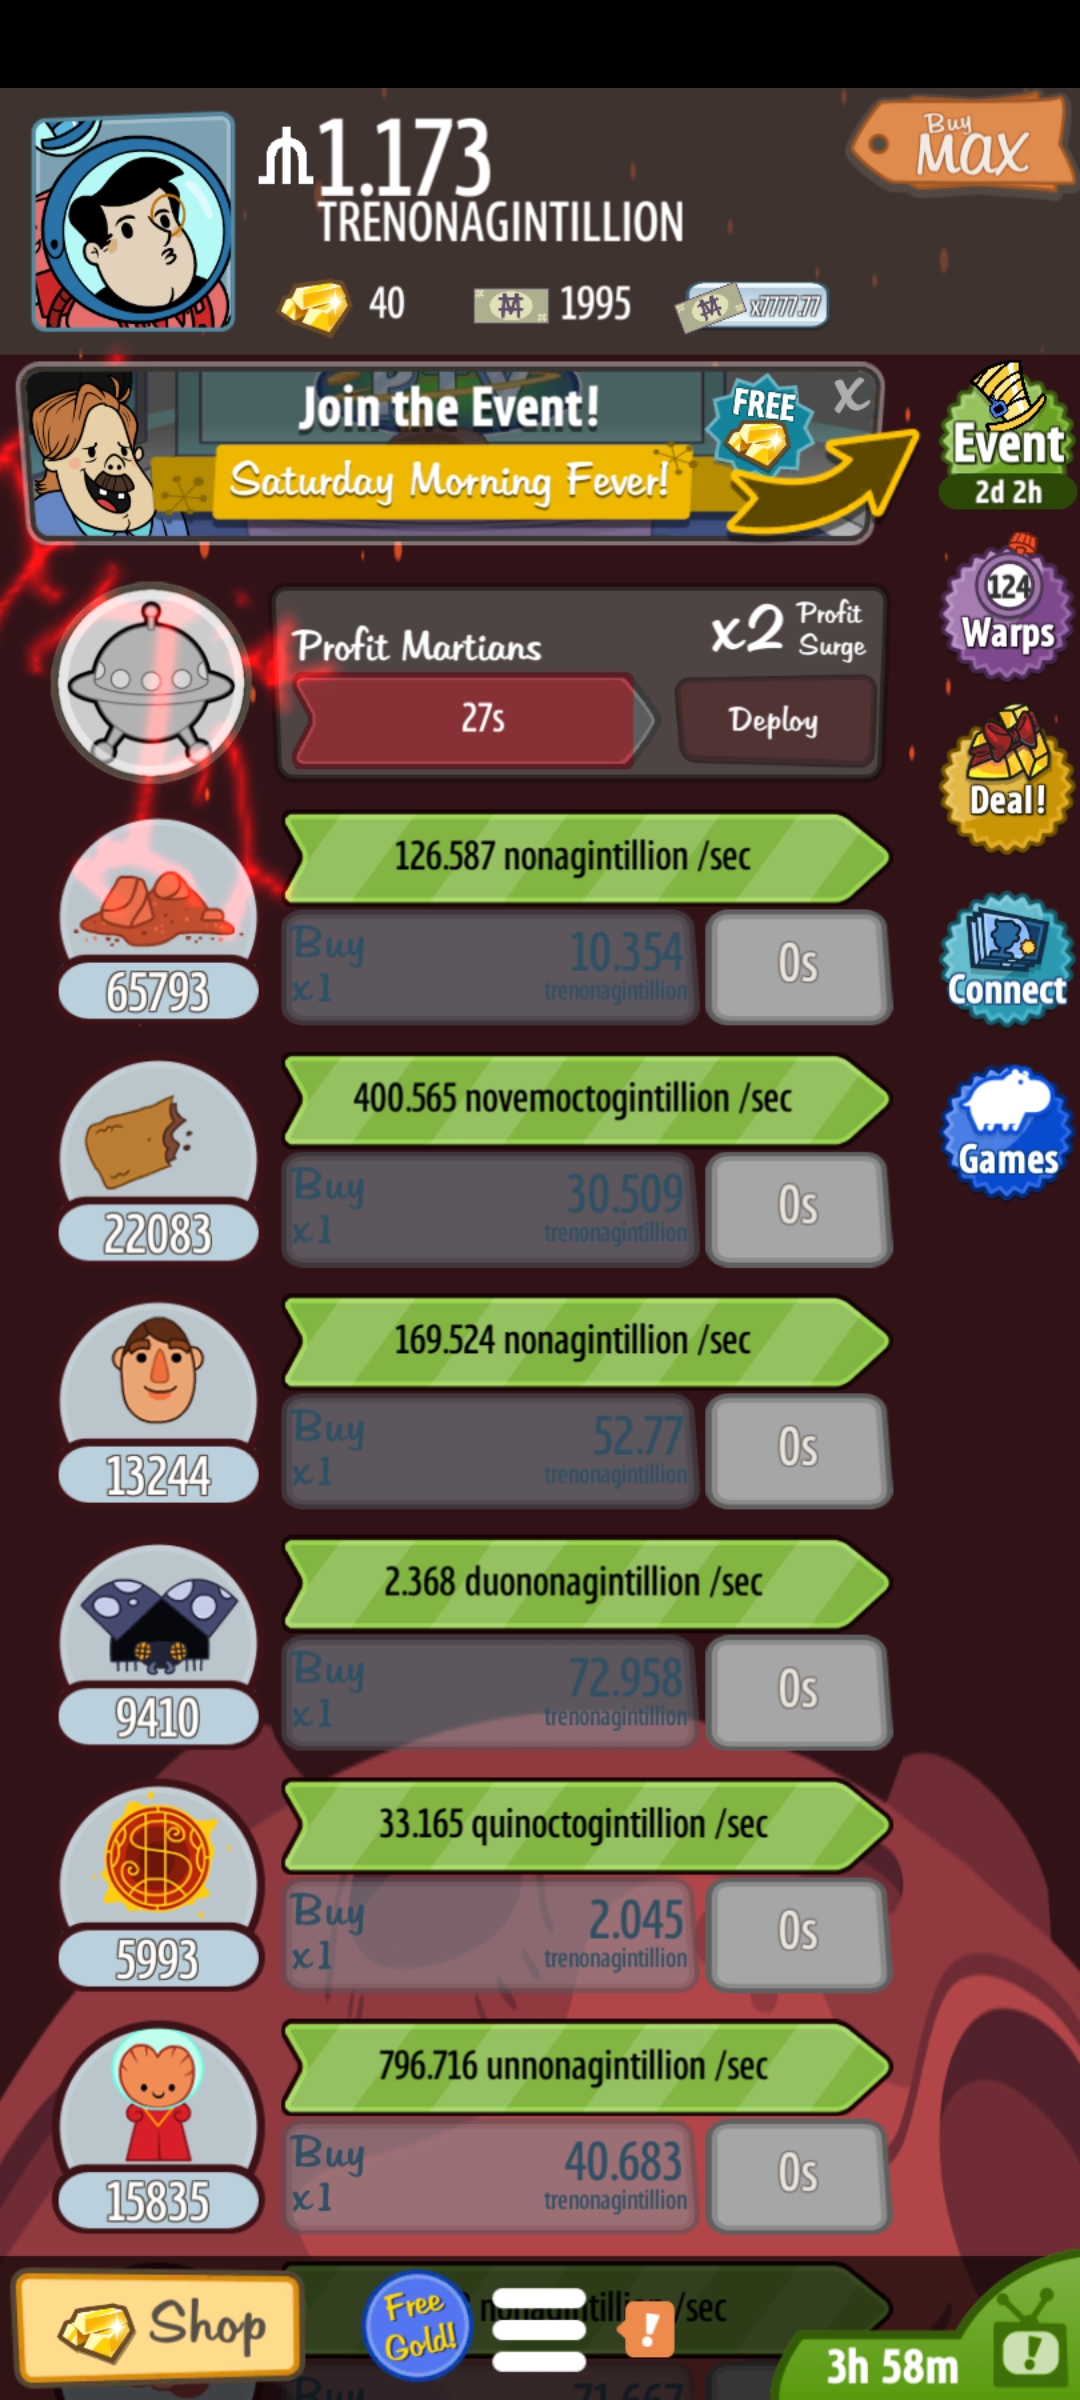 1.173
TRENONAGINTILLION
Buy
MAX
40
1995
x7777.77
Join the Event!
FREE
X
Saturday Morning Fever!
Event
2d 2h
124
Warps
Profit Martians
x2 Profit
Surge
27s
Deploy
Deal!
126.587 nonagintillion /sec
Buy
x1
10.354
trenonagintillion
0s
65793
Connect
400.565 novemoctogintillion /sec
Buy
x1
30.509
trenonagintillion
0s
22083
Games
169.524 nonagintillion /sec
Buy
x1
52.77
trenonagintillion
0s
13244
2.368 duononagintillion /sec
Buy
x1
72.958
trenonagintillion
0s
9410
33.165 quinoctogintillion /sec
Buy
x1
2.045
trenonagintillion
0s
5993
796.716 unnonagintillion /sec
Buy
x1
40.683
trenonagintillion
0s
15835
Shop
Free
Gold!
/sec
!
3h 58m
!
Buy
71.667